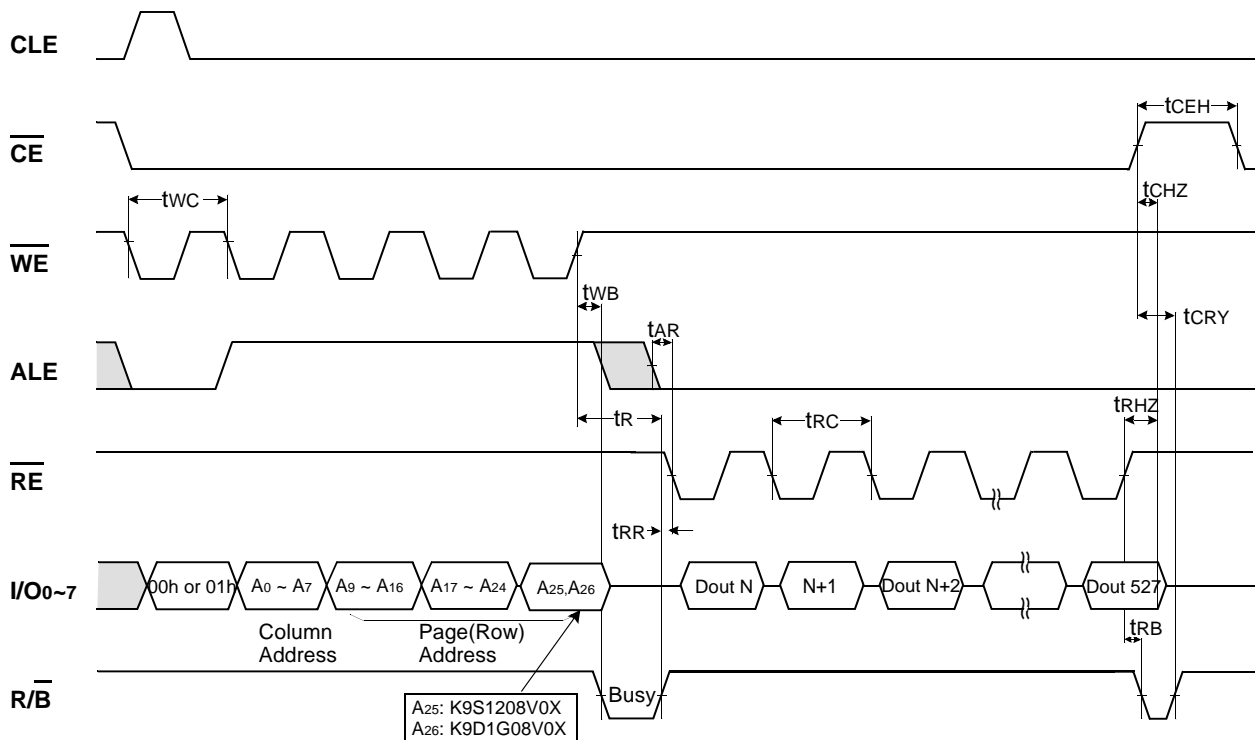 CLE
tCEH
CE
tCHZ
tWC
WE
tWB
tCRY
tAR
ALE
tR
tRC
tRHZ
RE
tRR
I/O0~7
00h or 01h
A0 ~ A7
A9 ~ A16
A17 ~ A24
A25,A26
Dout N
N+1
Dout N+2
Dout 527
Column
Address
Page(Row)
Address
tRB
R/B
Busy
A25: K9S1208V0X
A26: K9D1G08V0X